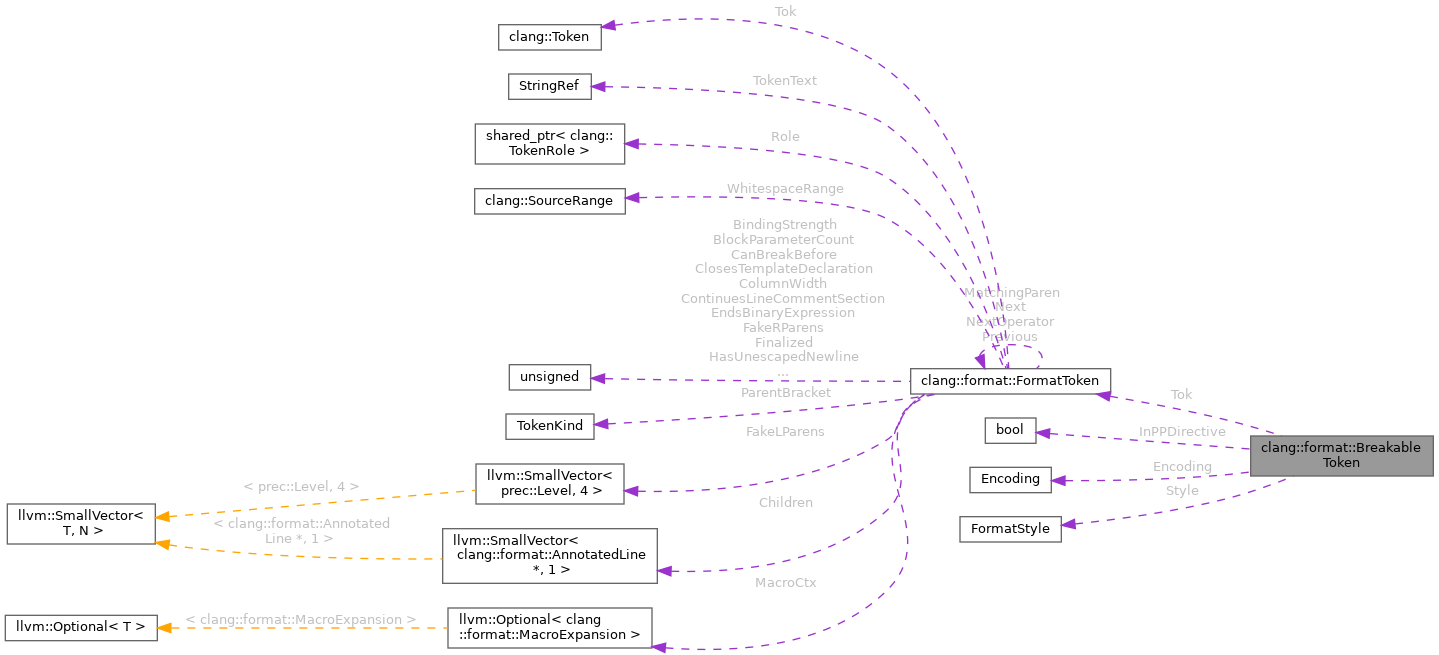 Tok
clang::Token
TokenText
StringRef
Role
shared_ptr< clang::
TokenRole >
WhitespaceRange
clang::SourceRange
BindingStrength
BlockParameterCount
CanBreakBefore
ClosesTemplateDeclaration
ColumnWidth
ContinuesLineCommentSection
EndsBinaryExpression
FakeRParens
Finalized
HasUnescapedNewline
...
MatchingParen
Next
NextOperator
Previous
unsigned
clang::format::FormatToken
ParentBracket
TokenKind
FakeLParens
Tok
bool
InPPDirective
clang::format::Breakable
Token
Encoding
Encoding
Style
FormatStyle
llvm::SmallVector<
prec::Level, 4 >
< prec::Level, 4 >
llvm::SmallVector<
T, N >
< clang::format::Annotated
Line *, 1 >
Children
llvm::SmallVector<
clang::format::AnnotatedLine
*, 1 >
MacroCtx
llvm::Optional< T >
< clang::format::MacroExpansion >
llvm::Optional< clang
::format::MacroExpansion >